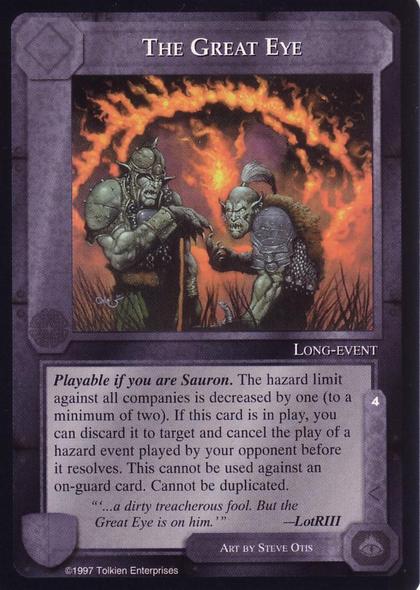 THE GREAT EYE
LONG-EVENT
Playable if you are Sauron. The hazard limit
against all companies is decreased by one (to a
minimum of two). If this card is in play, you
can discard it to target and cancel the play of a
hazard event played by your opponent before
it resolves. This cannot be used against an
on-guard card. Cannot be duplicated.
4
“‘...a dirty treacherous fool. But the
Great Eye is on him.’” —LotRIII
ART BY STEVE OTIS
©1997 Tolkien Enterprises